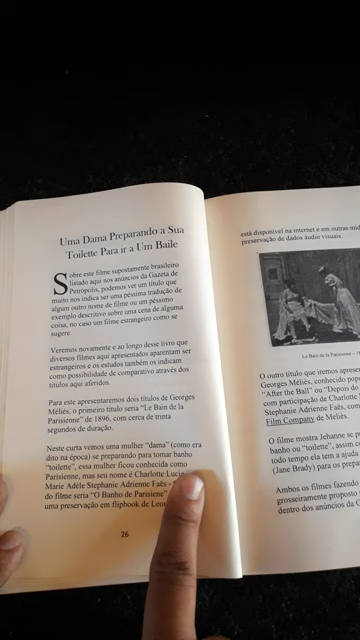 Uma Dama Preparando a Sua
Toilette Para ir a Um Baile
Sobre este filme supostamente brasileiro
listado aqui nos anúncios da Gazeta de
Petrópolis, podemos ver um título que
muito nos indica ser uma péssima tradução de
algum outro nome de filme ou um péssimo
exemplo descritivo sobre uma cena de alguma
coisa, no caso um filme estrangeiro como se
sugere.
Veremos novamente e ao longo desse livro que
diversos filmes aqui apresentados aparentam ser
estrangeiros e os estudos também os indicam
como possibilidade de comparativo através dos
títulos aqui aferidos.
Para este apresentaremos dois títulos de Georges
Méliès, o primeiro título seria “Le Bain de la
Parisienne” de 1896, com cerca de trinta
segundos de duração.
Neste curta vemos uma mulher “dama” (como era
dito na época) se preparando para tomar banho
“toilette”, essa mulher ficou conhecida como
Parisienne, mas seu nome é Charlotte Lucin
Marie Adèle Stephanie Adrienne Faës -
do filme seria “O Banho de Parisiene”
uma preservação em flipbook de Leon
26
está disponível na internet e em outras mid
preservação de dados áudio visuais.
Le Bain de la Parisienne – (
O outro título que iremos apresen
Georges Méliès, conhecido pop
“After the Ball” ou “Depois do
com participação de Charlotte
Stephanie Adrienne Faës, con
Film Company de Meliès.
O filme mostra Jehanne se p
banho ou “toilette”, assim co
todo tempo ela tem a ajuda
(Jane Brady) para os prepa
Ambos os filmes fazendo
grosseiramente proposto
dentro dos anúncios da G